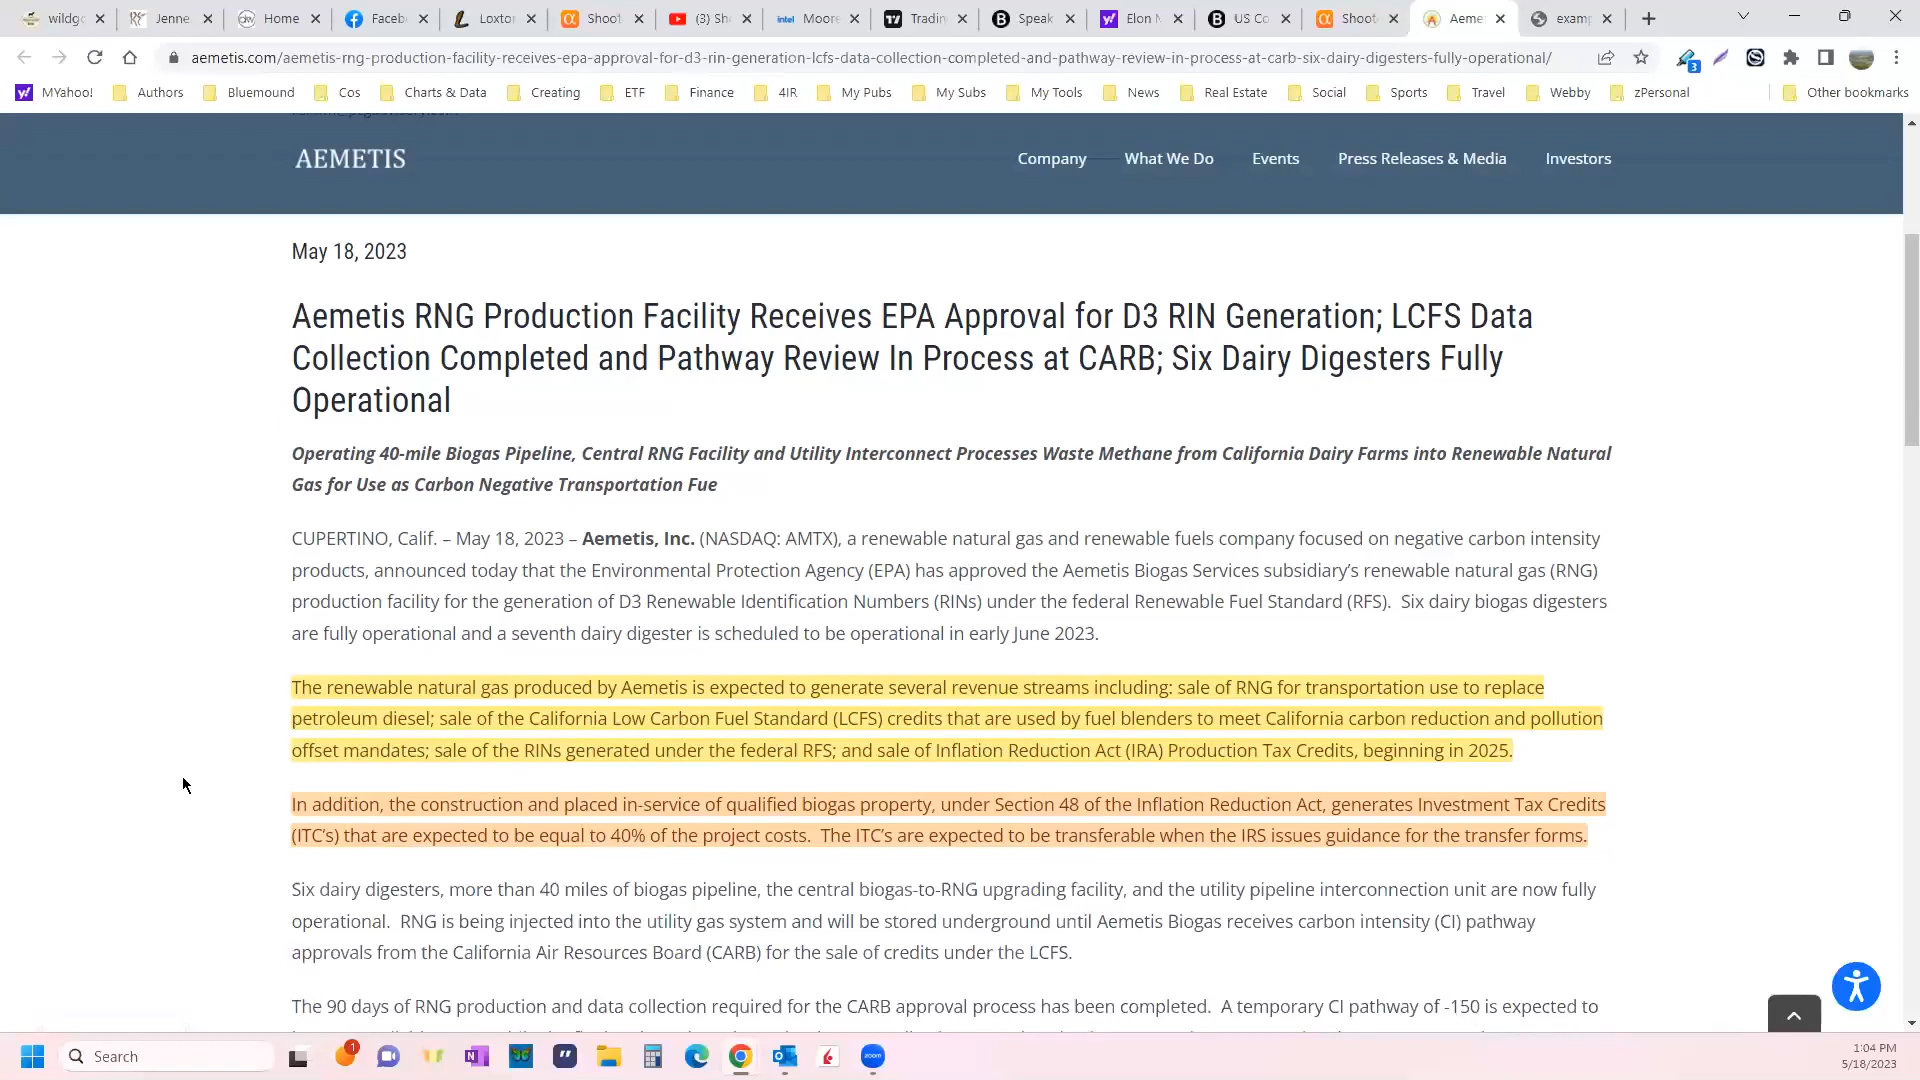 wildgo
Jenne
Home
Faceb
Loxtor
Shoot
(3) Sh
intel
Moore
Tradin
Speak
Elon M
US Co
Shoot
Aemet
examp
aemetis.com/aemetis-rng-production-facility-receives-epa-approval-for-d3-rin-generation-lcfs-data-collection-completed-and-pathway-review-in-process-at-carb-six-dairy-digesters-fully-operational/
3
MYahoo! Authors Bluemound Cos Charts & Data Creating ETF Finance 4IR My Pubs My Subs My Tools News Real Estate Social Sports Travel Webby zPersonal Other bookmarks
AEMETIS
Company What We Do Events Press Releases & Media Investors
May 18, 2023
Aemetis RNG Production Facility Receives EPA Approval for D3 RIN Generation; LCFS Data
Collection Completed and Pathway Review In Process at CARB; Six Dairy Digesters Fully
Operational
Operating 40-mile Biogas Pipeline, Central RNG Facility and Utility Interconnect Processes Waste Methane from California Dairy Farms into Renewable Natural
Gas for Use as Carbon Negative Transportation Fue
CUPERTINO, Calif. – May 18, 2023 – Aemetis, Inc. (NASDAQ: AMTX), a renewable natural gas and renewable fuels company focused on negative carbon intensity
products, announced today that the Environmental Protection Agency (EPA) has approved the Aemetis Biogas Services subsidiary’s renewable natural gas (RNG)
production facility for the generation of D3 Renewable Identification Numbers (RINs) under the federal Renewable Fuel Standard (RFS). Six dairy biogas digesters
are fully operational and a seventh dairy digester is scheduled to be operational in early June 2023.
The renewable natural gas produced by Aemetis is expected to generate several revenue streams including: sale of RNG for transportation use to replace
petroleum diesel; sale of the California Low Carbon Fuel Standard (LCFS) credits that are used by fuel blenders to meet California carbon reduction and pollution
offset mandates; sale of the RINs generated under the federal RFS; and sale of Inflation Reduction Act (IRA) Production Tax Credits, beginning in 2025.
In addition, the construction and placed in-service of qualified biogas property, under Section 48 of the Inflation Reduction Act, generates Investment Tax Credits
(ITC’s) that are expected to be equal to 40% of the project costs. The ITC’s are expected to be transferable when the IRS issues guidance for the transfer forms.
Six dairy digesters, more than 40 miles of biogas pipeline, the central biogas-to-RNG upgrading facility, and the utility pipeline interconnection unit are now fully
operational. RNG is being injected into the utility gas system and will be stored underground until Aemetis Biogas receives carbon intensity (CI) pathway
approvals from the California Air Resources Board (CARB) for the sale of credits under the LCFS.
The 90 days of RNG production and data collection required for the CARB approval process has been completed. A temporary CI pathway of -150 is expected to
Search
1
zoom
1:04 PM
5/18/2023